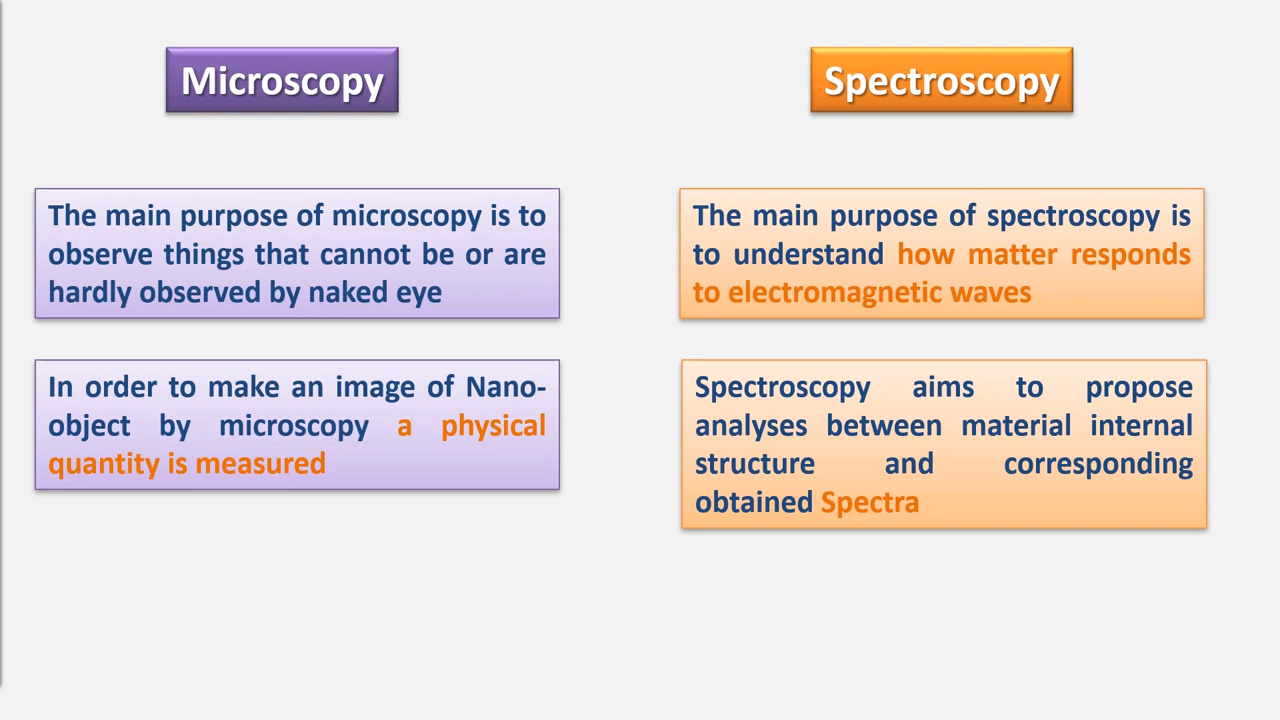 Microscopy
The main purpose of microscopy is to
observe things that cannot be or are
hardly observed by naked eye
In order to make an image of Nano-
object by microscopy a physical
quantity is measured
Spectroscopy
The main purpose of spectroscopy is
to understand how matter responds
to electromagnetic waves
Spectroscopy aims to propose
analyses between material internal
structure and corresponding
obtained Spectra